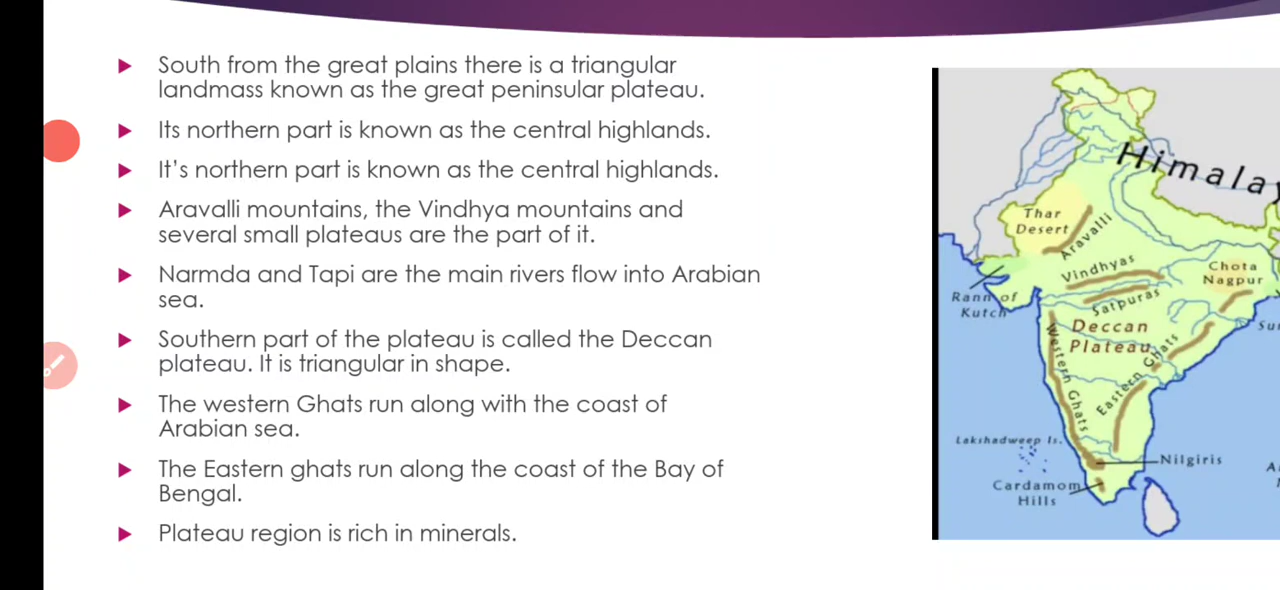 South from the great plains there is a triangular
landmass known as the great peninsular plateau.
Its northern part is known as the central highlands.
It's northern part is known as the central highlands.
Aravalli mountains, the Vindhya mountains and
several small plateaus are the part of it.
Narmda and Tapi are the main rivers flow into Arabian
sea.
Southern part of the plateau is called the Deccan
plateau. It is triangular in shape.
The western Ghats run along with the coast of
Arabian sea.
The Eastern ghats run along the coast of the Bay of
Bengal.
Plateau region is rich in minerals.
Himalay
Thar
Desert
Aravalli
Vindhyas
Chota
Nagpur
Rann of
Kutch
Satpuras
Deccan
Plateau
Western Ghats
Eastern Ghats
Lakshadweep Is.
Nilgiris
Cardamom
Hills